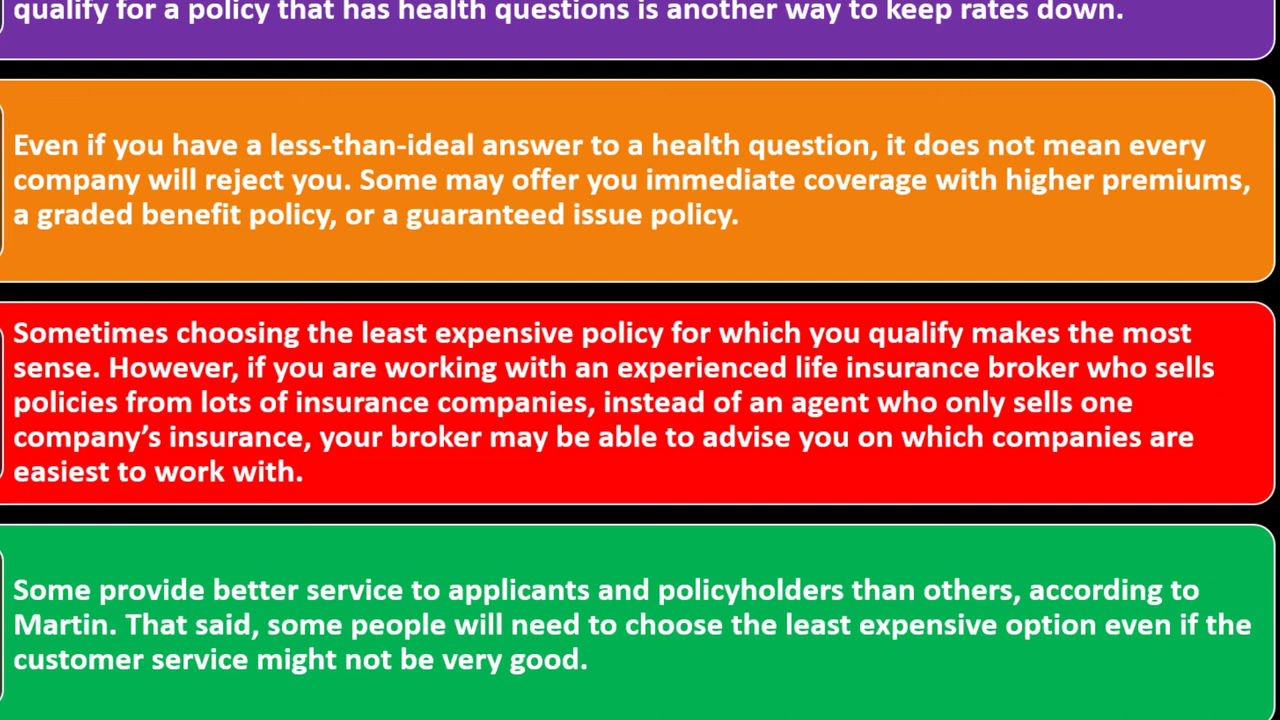 qualify for a policy that has health questions is another way to keep rates down.
Even if you have a less-than-ideal answer to a health question, it does not mean every
company will reject you. Some may offer you immediate coverage with higher premiums,
a graded benefit policy, or a guaranteed issue policy.
Sometimes choosing the least expensive policy for which you qualify makes the most
sense. However, if you are working with an experienced life insurance broker who sells
policies from lots of insurance companies, instead of an agent who only sells one
company’s insurance, your broker may be able to advise you on which companies are
easiest to work with.
Some provide better service to applicants and policyholders than others, according to
Martin. That said, some people will need to choose the least expensive option even if the
customer service might not be very good.